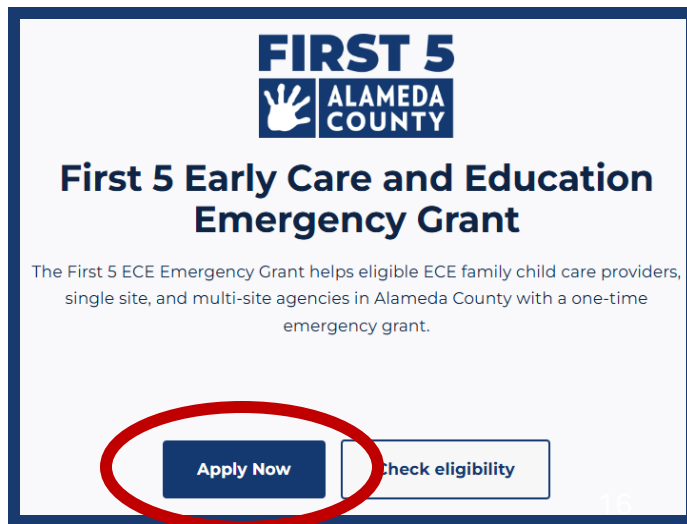 FIRST 5
ALAMEDA
COUNTY
First 5 Early Care and Education
Emergency Grant
The First 5 ECE Emergency Grant helps eligible ECE family child care providers,
single site, and multi-site agencies in Alameda County with a one-time
emergency grant.
Apply Now
Check eligibility
16